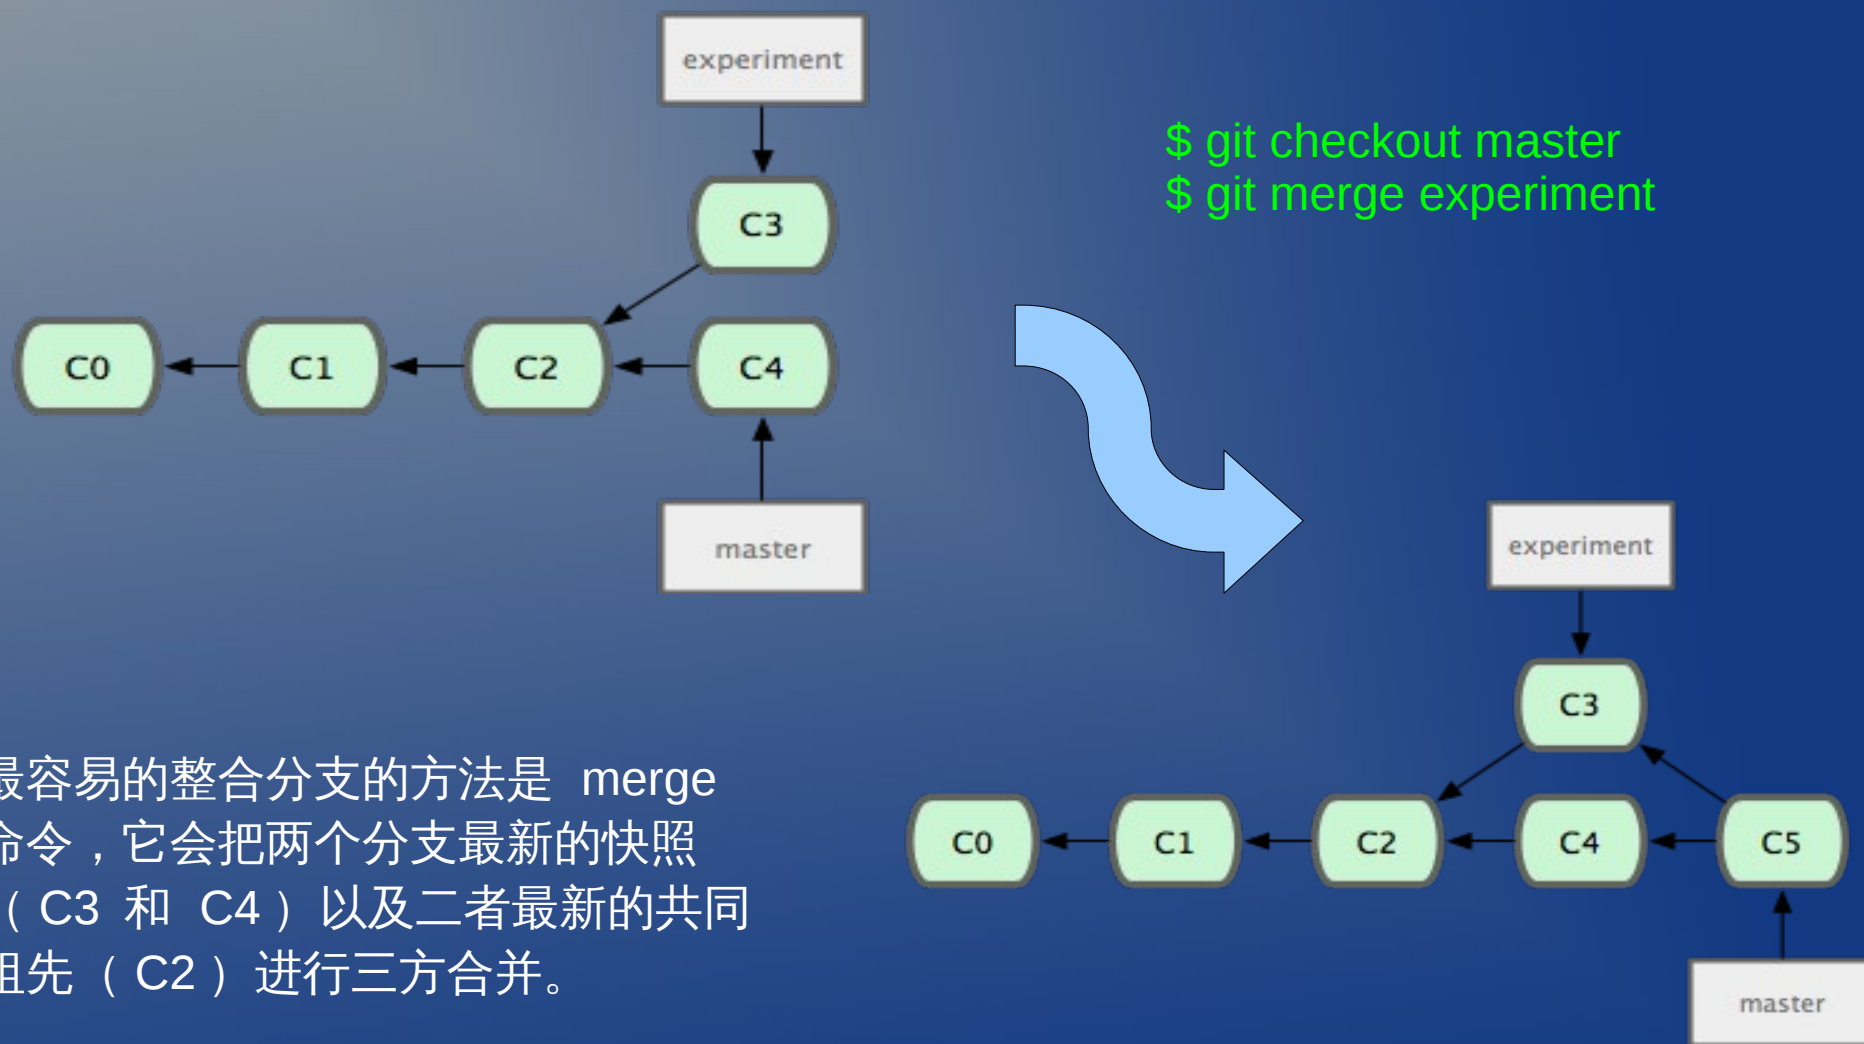 experiment
$ git checkout master
$ git merge experiment
C3
C0 C1 C2 C4
master
experiment
C3
C0 C1 C2 C4 C5
master
最容易的整合分支的方法是 merge
命令，它会把两个分支最新的快照
（ C3 和 C4 ）以及二者最新的共同
祖先（ C2 ）进行三方合并。